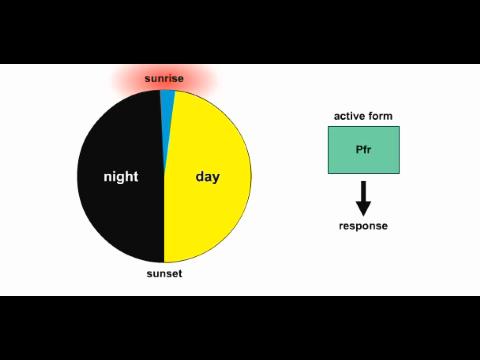 sunrise
night
day
sunset
active form
Pfr
response